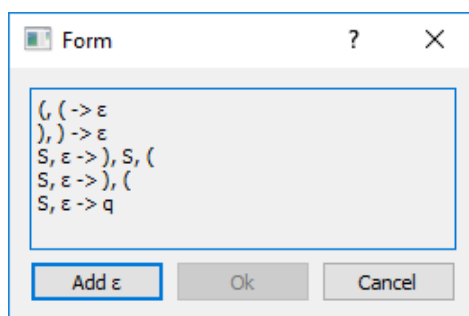 Form
?
(, ( -> ε
), ) -> ε
S, ε -> ), S, (
S, ε -> ), (
S, ε -> q
Add ε
Ok
Cancel